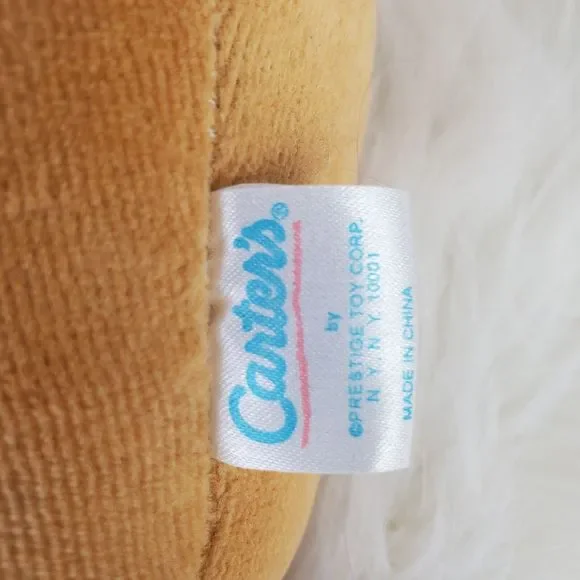 Carter's®
by
©PRESTIGE TOY CORP.
N.Y. N.Y 10001
MADE IN CHINA